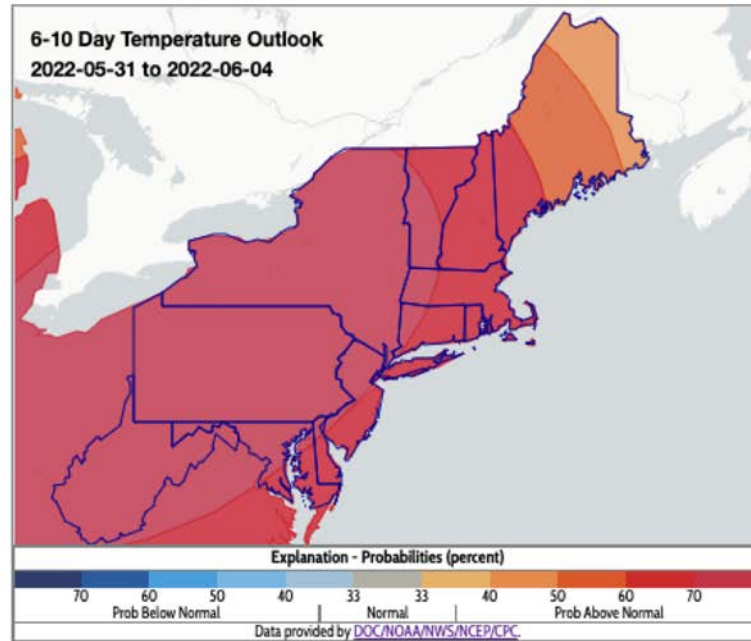 6-10 Day Temperature Outlook
2022-05-31 to 2022-06-04
Explanation - Probabilities (percent)
70 60 50 40 33 33 40 50 60 70
Prob Below Normal Normal Prob Above Normal
Data provided by DOC/NOAA/NWS/NCEP/CPC.